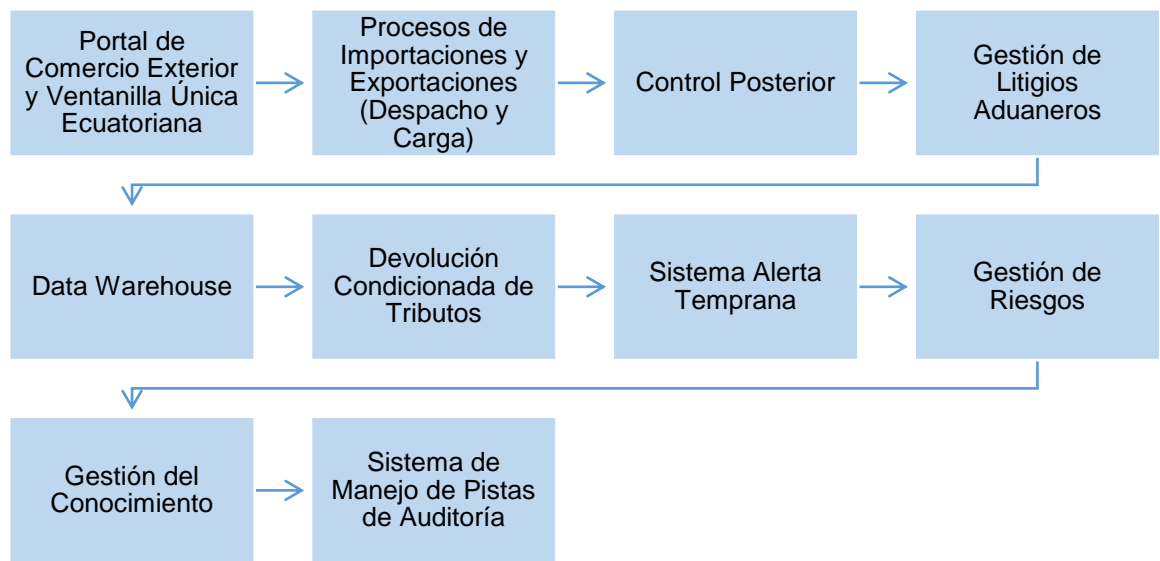 Portal de
Comercio Exterior
y Ventanilla Única
Ecuatoriana
Procesos de
Importaciones y
Exportaciones
(Despacho y
Carga)
Control Posterior
Gestión de
Litigios
Aduaneros
Data Warehouse
Devolución
Condicionada de
Tributos
Sistema Alerta
Temprana
Gestión de
Riesgos
Gestión del
Conocimiento
Sistema de
Manejo de Pistas
de Auditoría